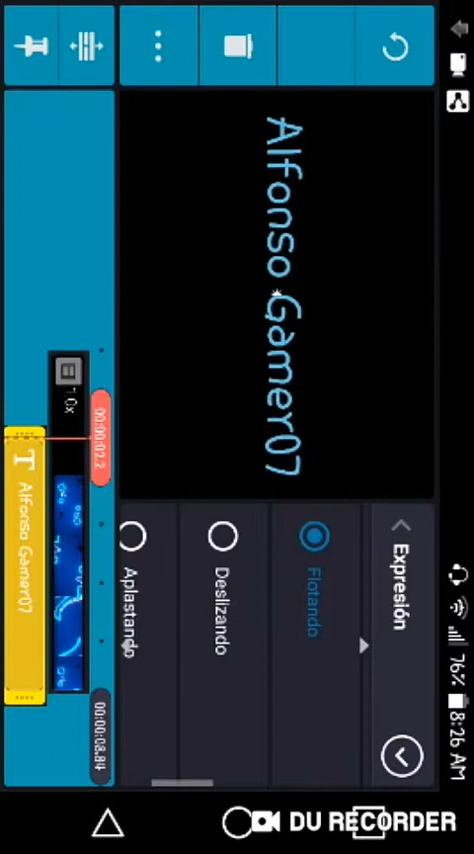 76% 8:26 AM
Alfonso Gamer07
Expresión
Flotando
Deslizando
Aplastando
00:00:02.2
00:00:08.84
1.0x
T Alfonso Gamer07
DU RECORDER